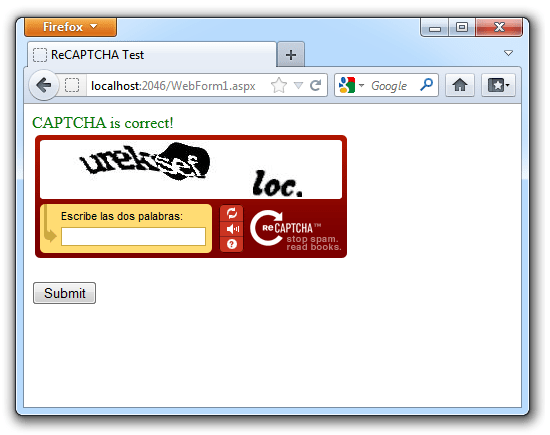 Firefox
ReCAPTCHA Test
localhost:2046/WebForm1.aspx
Google
CAPTCHA is correct!
loc.
Escribe las dos palabras:
reCAPTCHA™
stop spam.
read books.
Submit